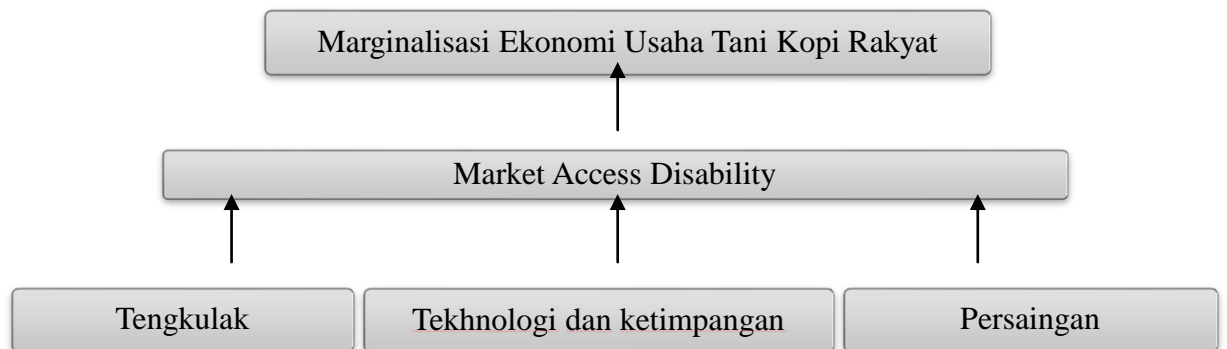 Marginalisasi Ekonomi Usaha Tani Kopi Rakyat
Market Access Disability
Tengkulak
Tekhnologi dan ketimpangan
Persaingan